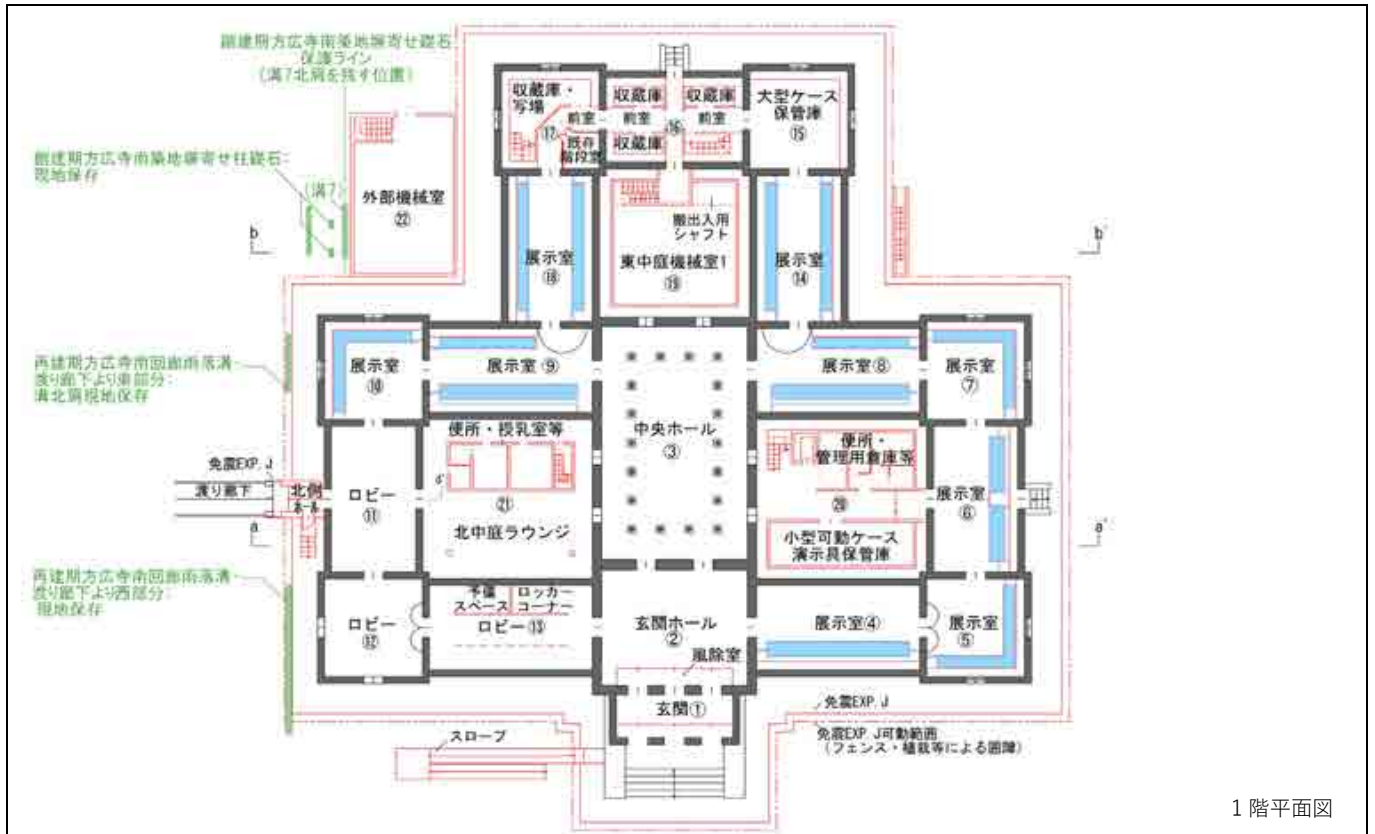 創建期方広寺南築地塀寄せ礎石
保護ライン
(溝7北肩を残す位置)
創建期方広寺南築地塀寄せ柱礎石:
現地保存
(溝7)
外部機械室
㉒
収蔵庫・
写場
⑰
前室
既存
階段室
収蔵庫
前室
収蔵庫
⑯
収蔵庫
前室
大型ケース
保管庫
⑮
b
b'
展示室
⑱
搬出入用
シャフト
東中庭機械室1
⑲
展示室
⑭
再建期方広寺南回廊雨落溝
渡り廊下より東部分:
溝北肩現地保存
展示室
⑩
展示室 ⑨
展示室 ⑧
展示室
⑦
中央ホール
③
便所・授乳室等
㉑
北中庭ラウンジ
便所・
管理用倉庫等
⑳
小型可動ケース
演示具保管庫
展示室
⑥
免震EXP.J
渡り廊下
北側
ホール
ロビー
⑪
a
a'
再建期方広寺南回廊雨落溝
渡り廊下より西部分:
現地保存
ロビー
⑫
予備
スペース
ロッカー
コーナー
ロビー ⑬
玄関ホール
②
展示室④
展示室
⑤
風除室
玄関①
スロープ
免震EXP.J
免震EXP.J可動範囲
(フェンス・植栽等による囲障)
1 階平面図